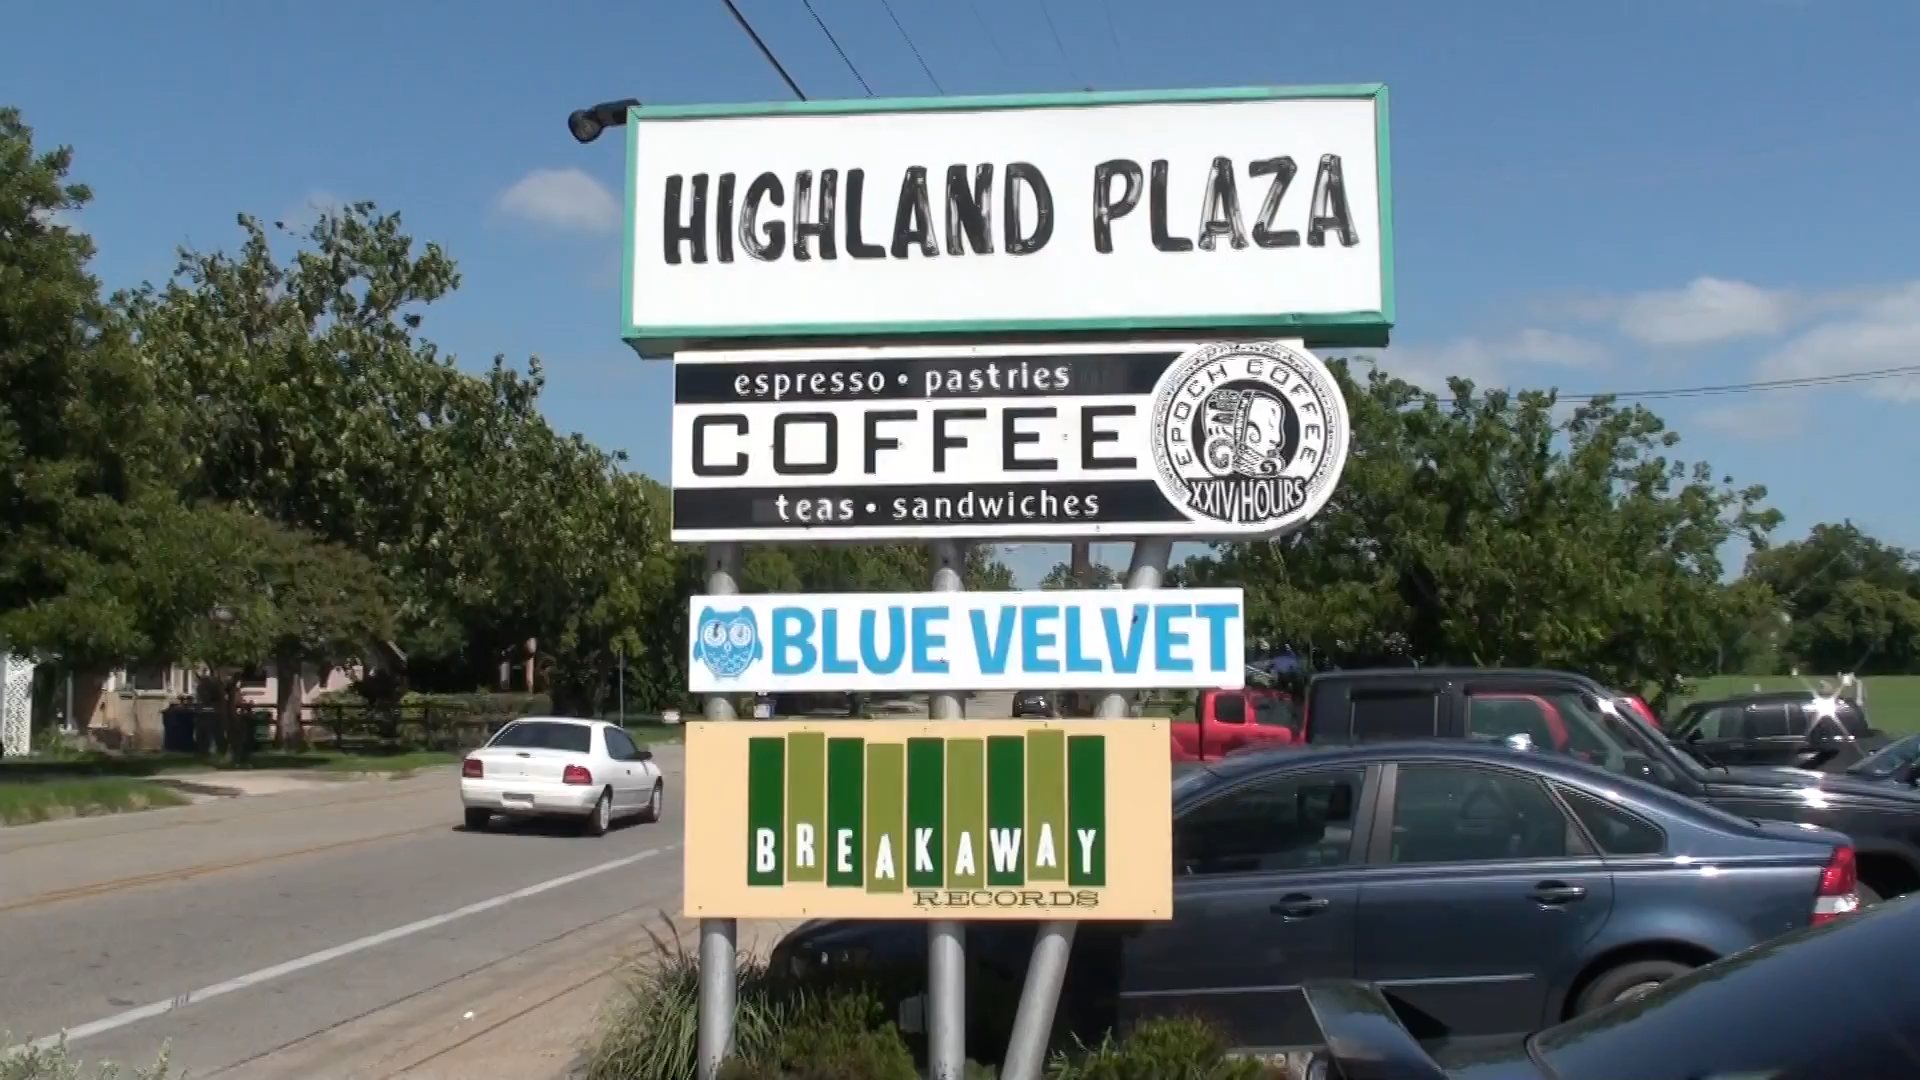 HIGHLAND PLAZA
espresso • pastries
COFFEE
teas • sandwiches
EPOCH COFFEE
XXIV HOURS
BLUE VELVET
BREAKAWAY
RECORDS